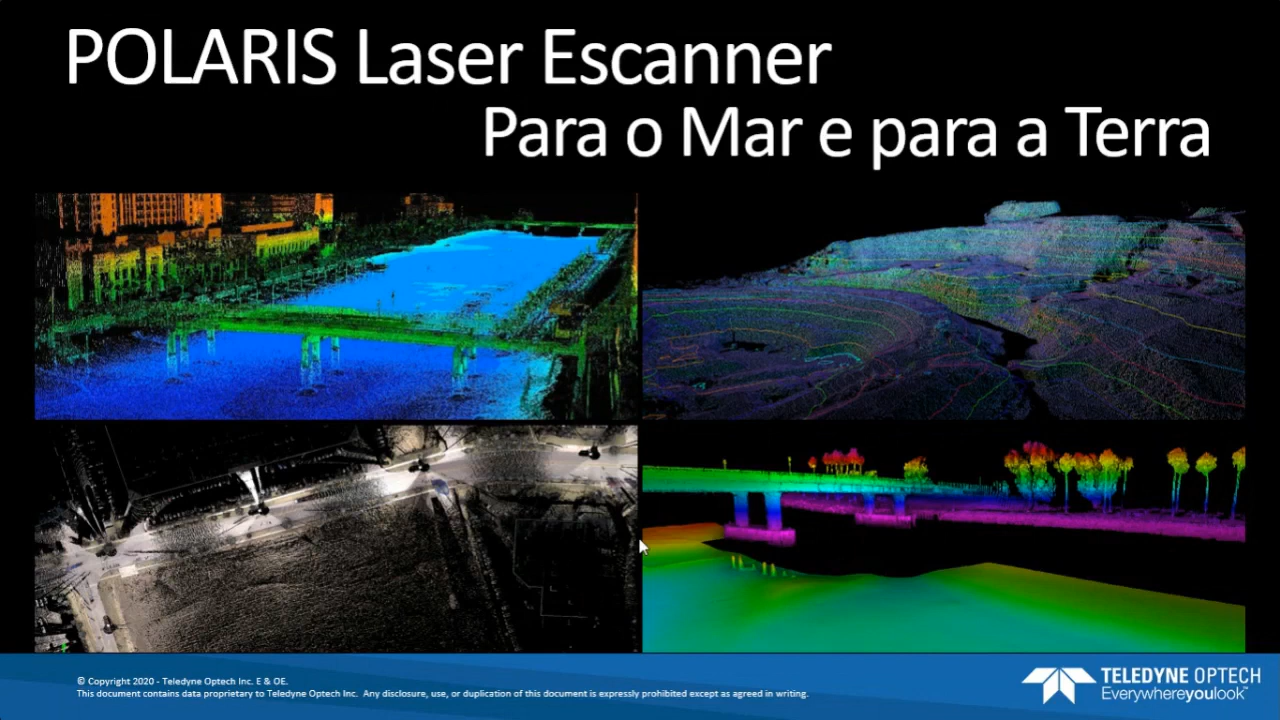 POLARIS Laser Escanner
Para o Mar e para a Terra
© Copyright 2020 - Teledyne Optech Inc. E & OE.
This document contains data proprietary to Teledyne Optech Inc. Any disclosure, use, or duplication of this document is expressly prohibited except as agreed in writing.
TELEDYNE OPTECH
Everywhereyoulook™